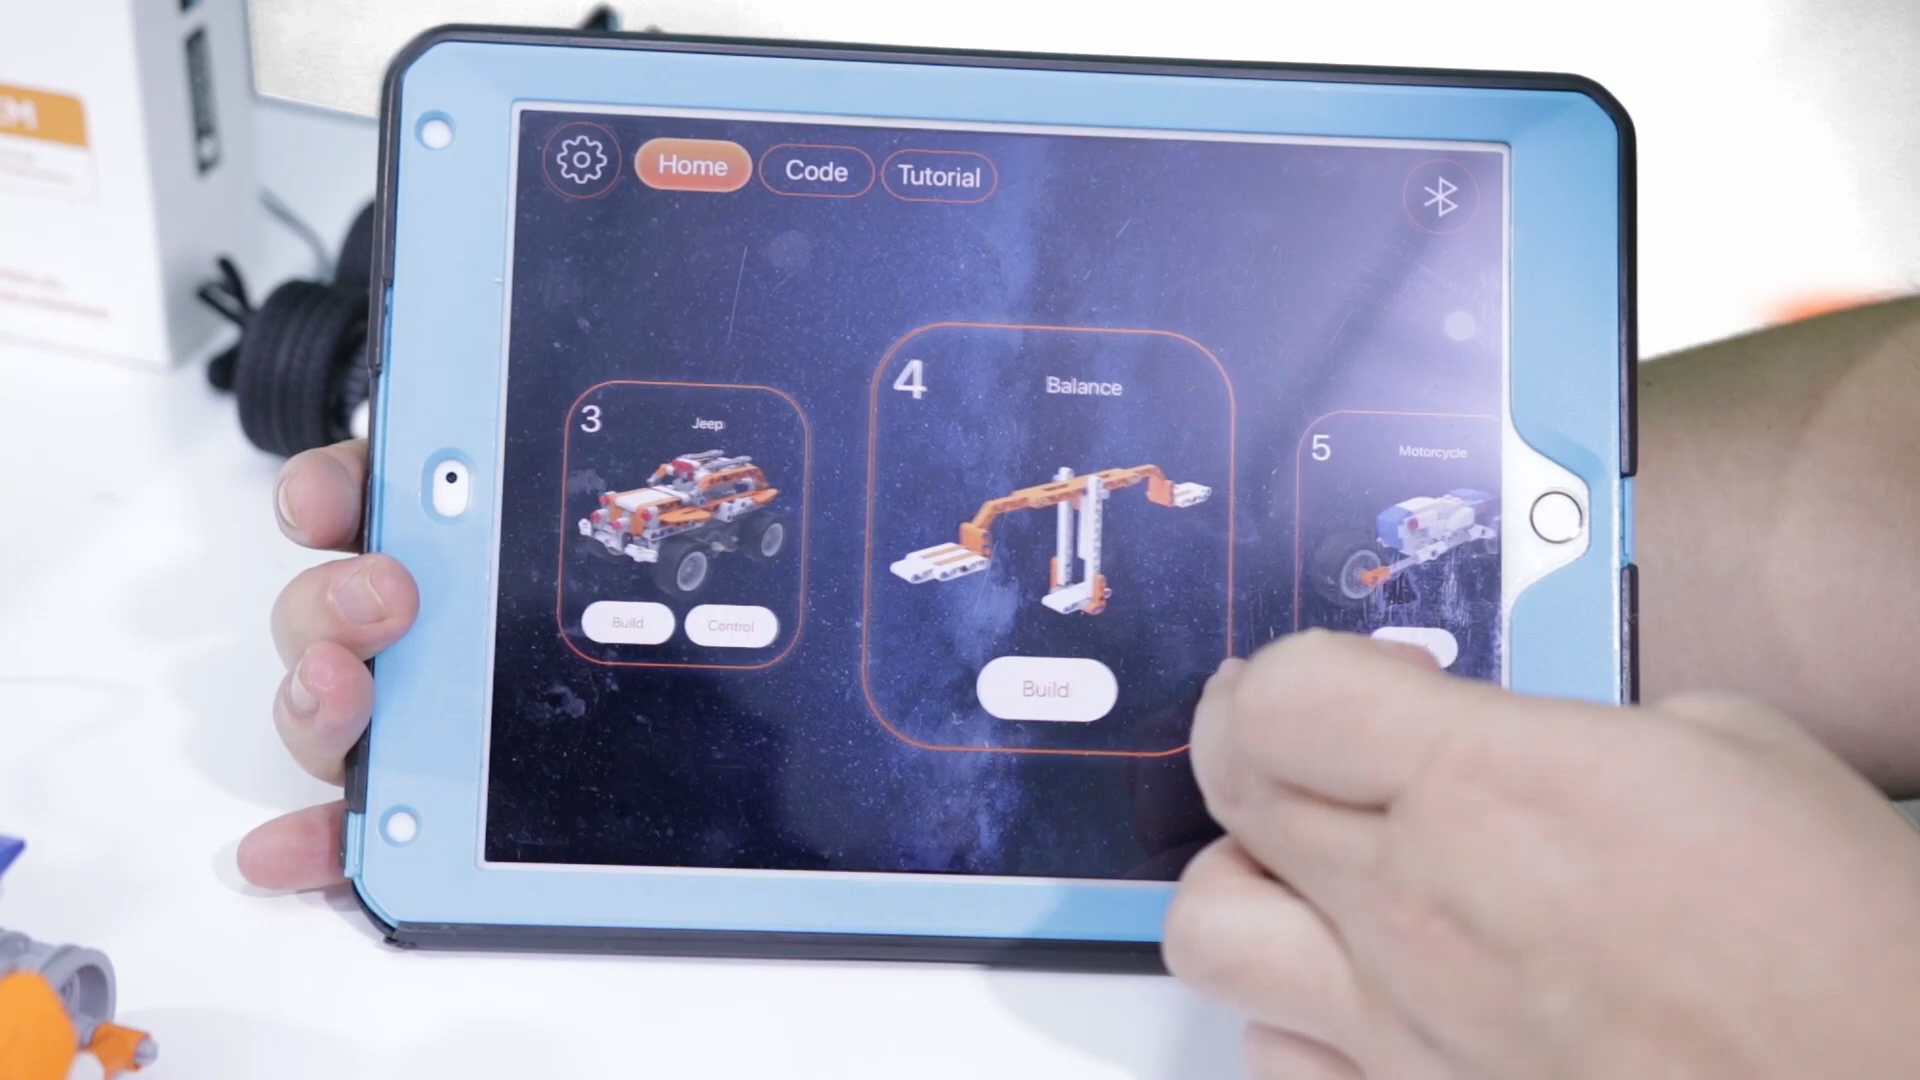 Home
Code
Tutorial
3
Jeep
Build
Control
4
Balance
Build
5
Motorcycle